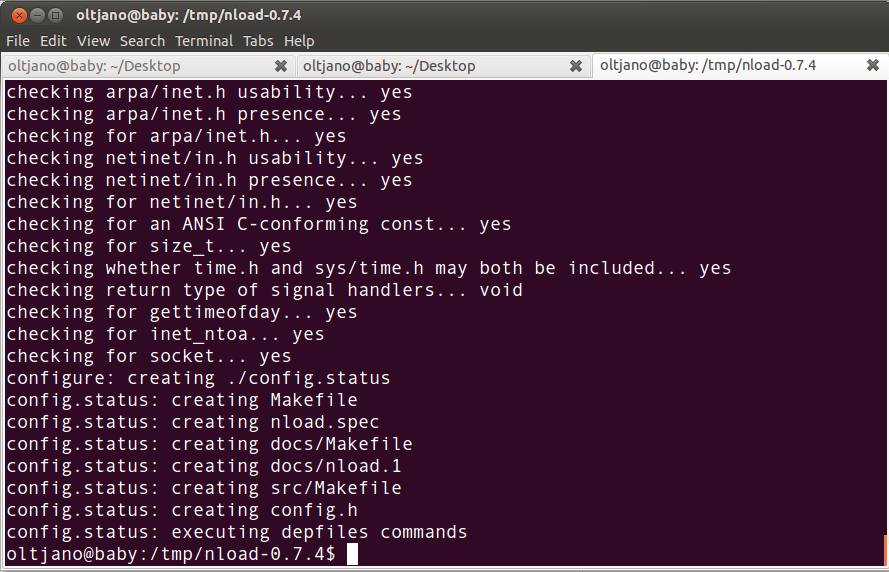 oltjano@baby: /tmp/nload-0.7.4
File Edit View Search Terminal Tabs Help
oltjano@baby: ~/Desktop oltjano@baby: ~/Desktop oltjano@baby: /tmp/nload-0.7.4
checking arpa/inet.h usability... yes
checking arpa/inet.h presence... yes
checking for arpa/inet.h... yes
checking netinet/in.h usability... yes
checking netinet/in.h presence... yes
checking for netinet/in.h... yes
checking for an ANSI C-conforming const... yes
checking for size_t... yes
checking whether time.h and sys/time.h may both be included... yes
checking return type of signal handlers... void
checking for gettimeofday... yes
checking for inet_ntoa... yes
checking for socket... yes
configure: creating ./config.status
config.status: creating Makefile
config.status: creating nload.spec
config.status: creating docs/Makefile
config.status: creating docs/nload.1
config.status: creating src/Makefile
config.status: creating config.h
config.status: executing depfiles commands
oltjano@baby:/tmp/nload-0.7.4$